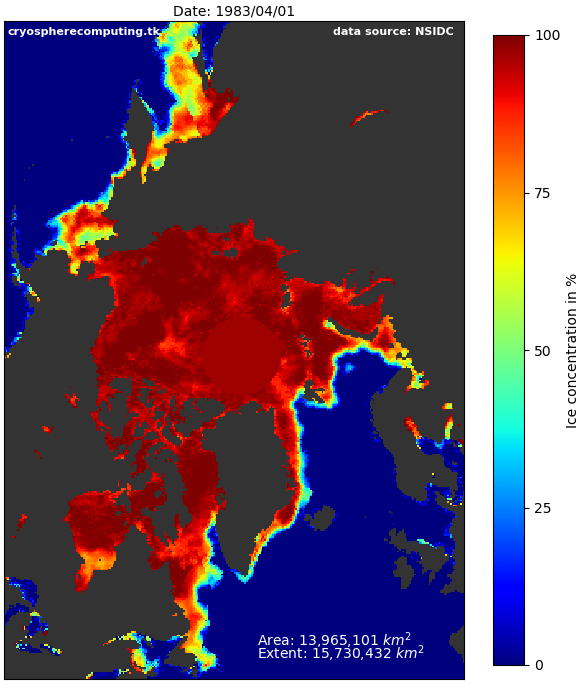 Date: 1983/04/01
cryospherecomputing.tk
data source: NSIDC
100
75
50
25
0
Ice concentration in %
Area: 13,965,101 km²
Extent: 15,730,432 km²